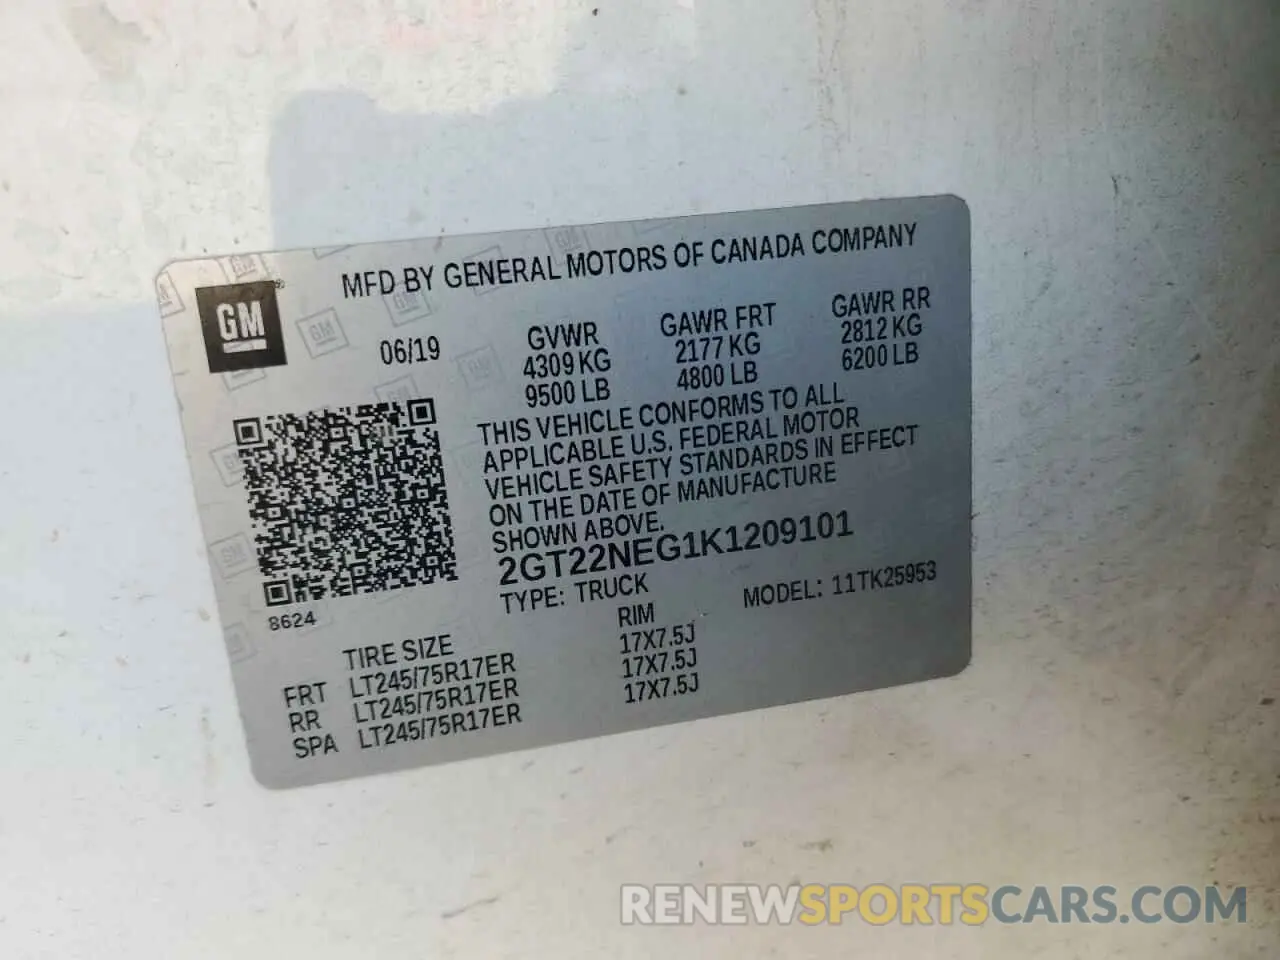 MFD BY GENERAL MOTORS OF CANADA COMPANY
GM
06/19
GVWR
4309 KG
9500 LB
GAWR FRT
2177 KG
4800 LB
GAWR RR
2812 KG
6200 LB
THIS VEHICLE CONFORMS TO ALL
APPLICABLE U.S. FEDERAL MOTOR
VEHICLE SAFETY STANDARDS IN EFFECT
ON THE DATE OF MANUFACTURE
SHOWN ABOVE.
2GT22NEG1K1209101
TYPE: TRUCK
MODEL: 11TK25953
8624
TIRE SIZE RIM
FRT LT245/75R17ER 17X7.5J
RR LT245/75R17ER 17X7.5J
SPA LT245/75R17ER 17X7.5J
RENEWSPORTSCARS.COM